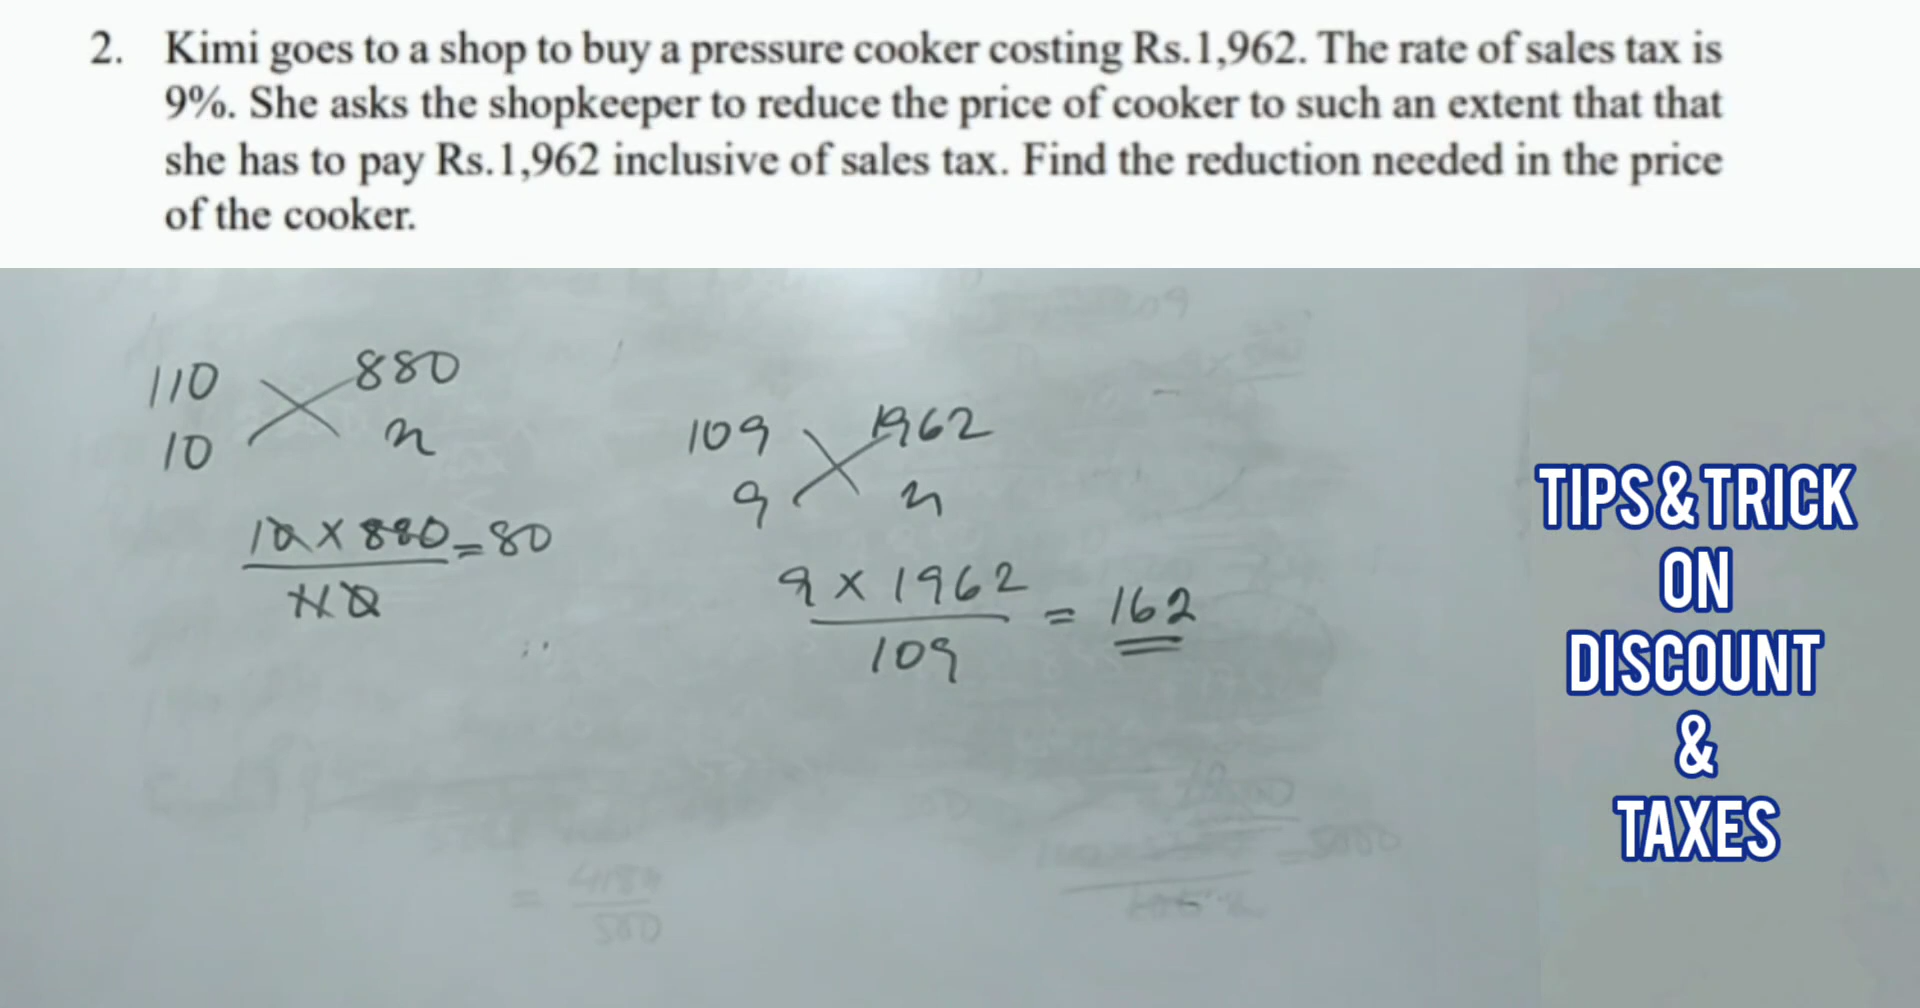 2. Kimi goes to a shop to buy a pressure cooker costing Rs.1,962. The rate of sales tax is
9%. She asks the shopkeeper to reduce the price of cooker to such an extent that that
she has to pay Rs.1,962 inclusive of sales tax. Find the reduction needed in the price
of the cooker.
110 880
10 n
10 × 880 = 80
110
109 1962
9 n
9 × 1962 = 162
109
TIPS & TRICK
ON
DISCOUNT
&
TAXES